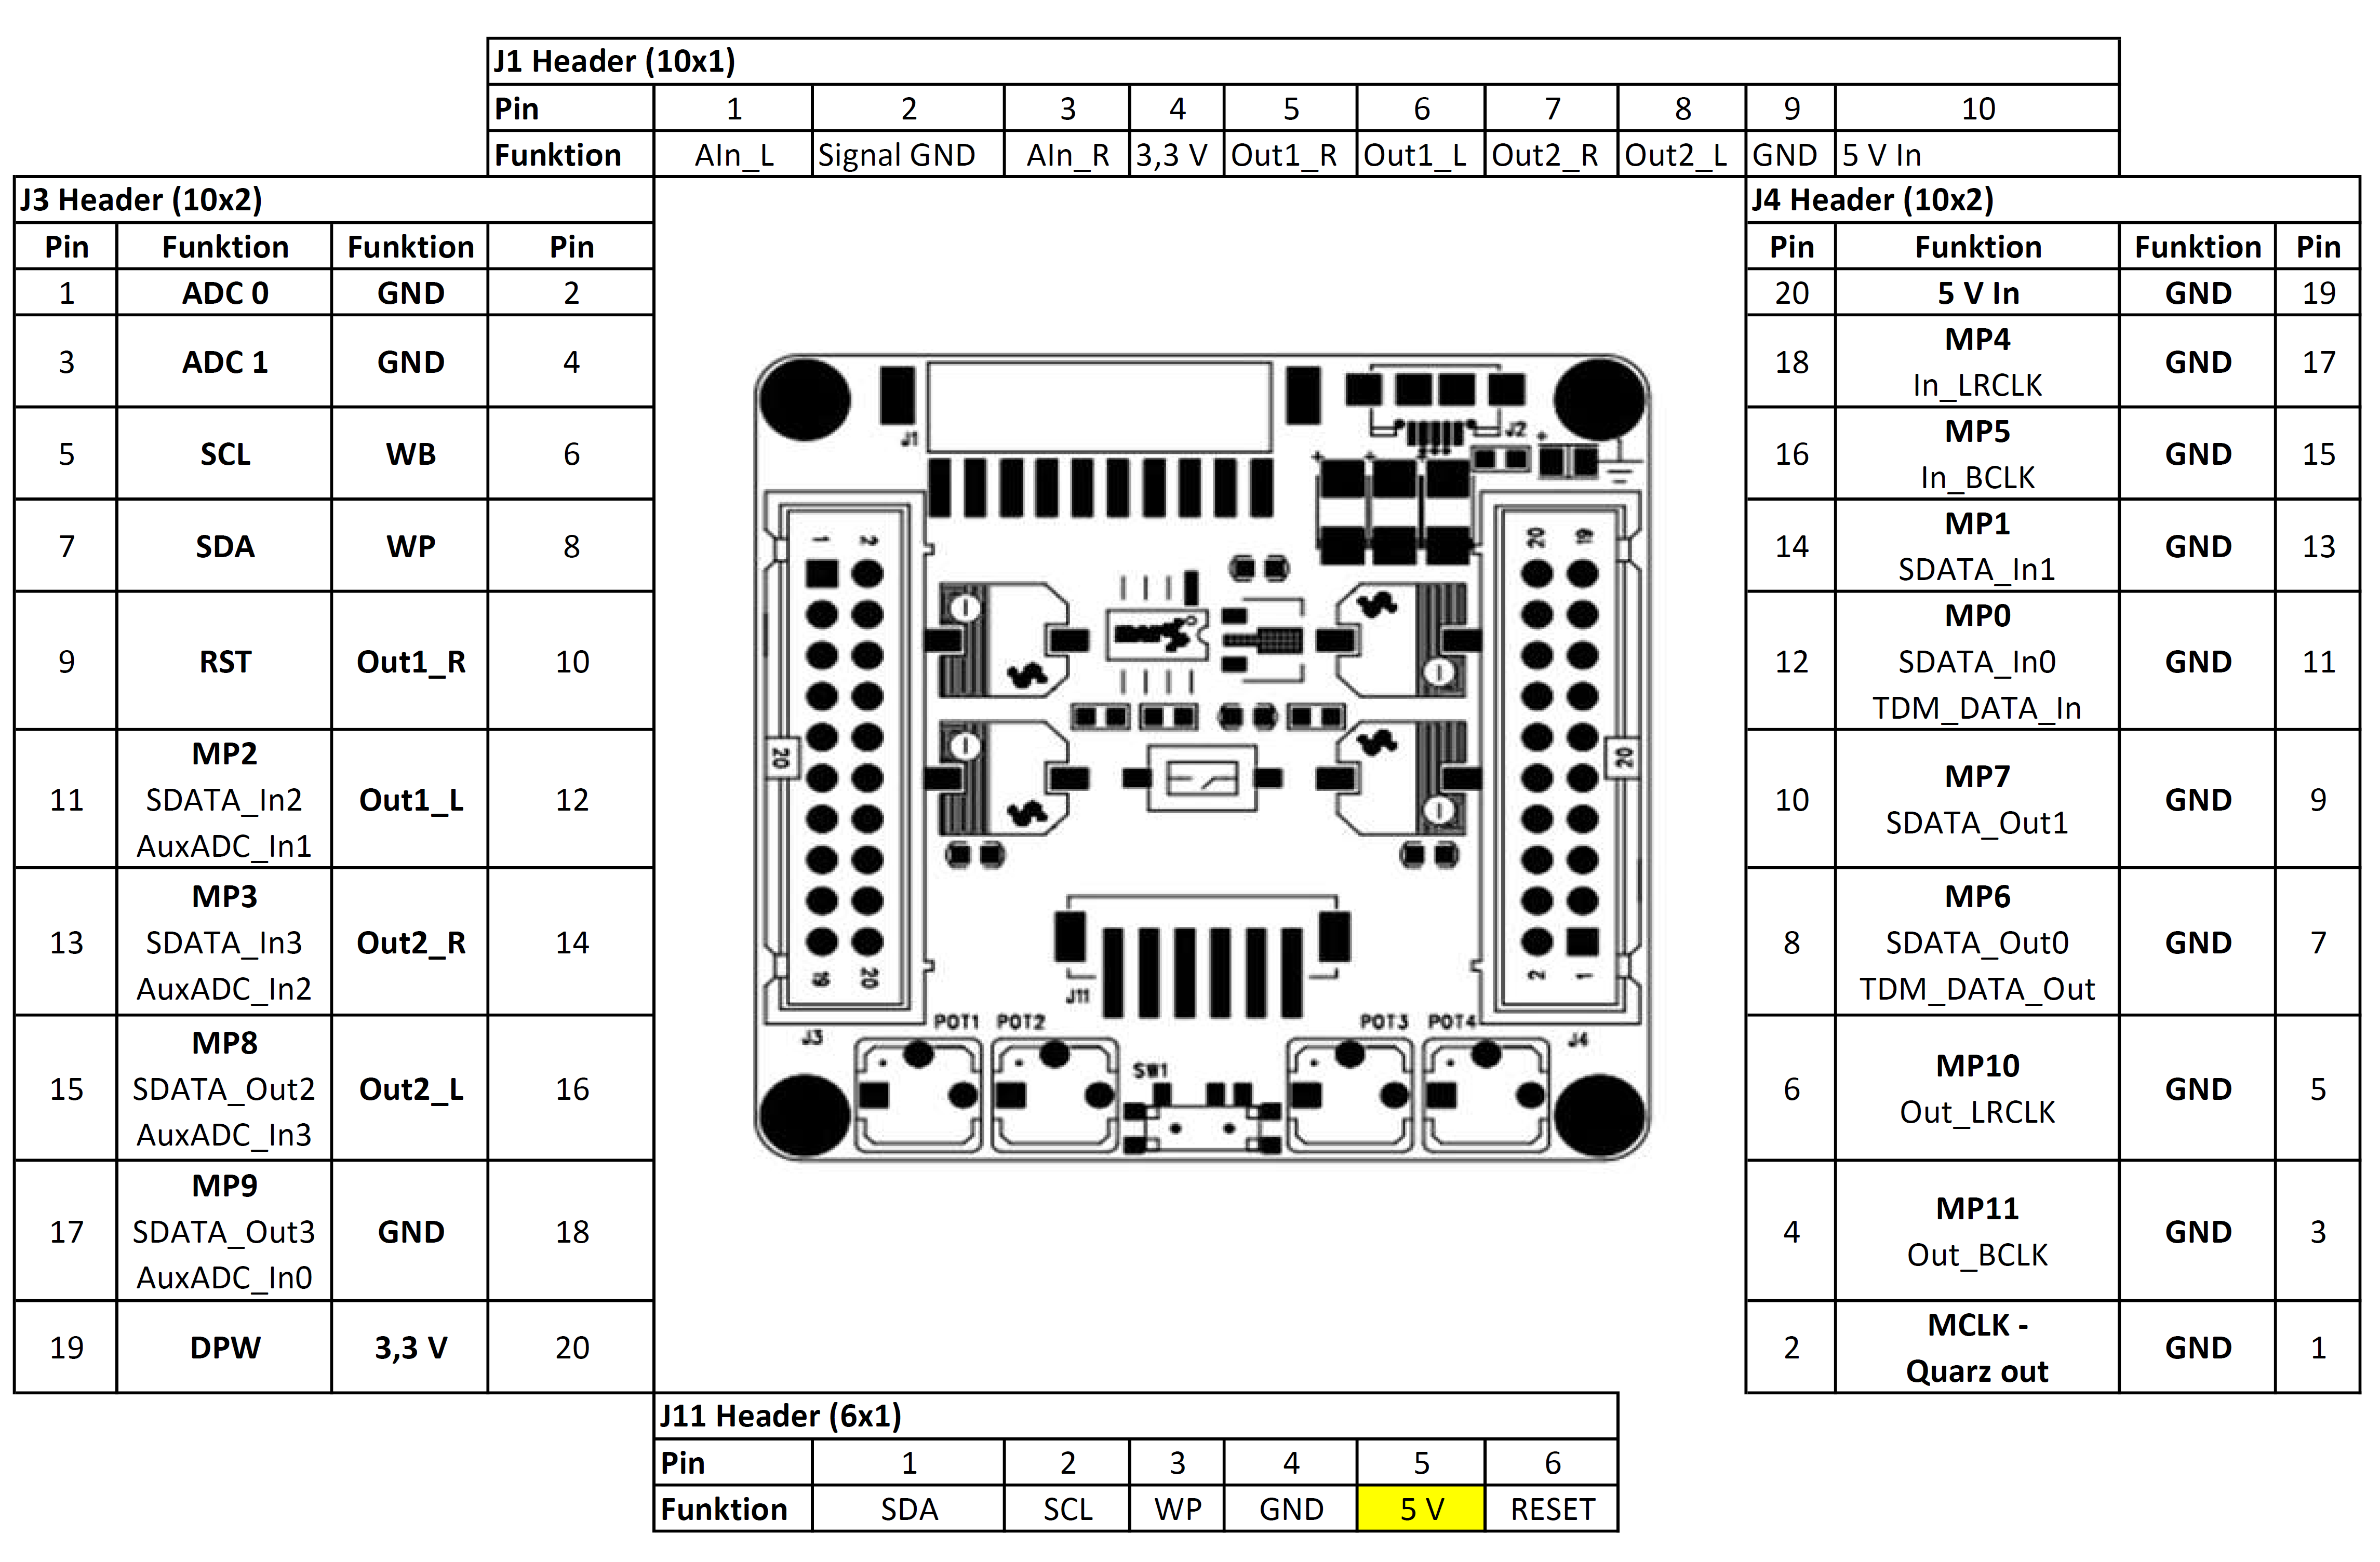 J1 Header (10x1)
Pin 1 2 3 4 5 6 7 8 9 10
Funktion AIn_L Signal GND AIn_R 3,3 V Out1_R Out1_L Out2_R Out2_L GND 5 V In
J3 Header (10x2)
Pin Funktion Funktion Pin
1 ADC 0 GND 2
3 ADC 1 GND 4
5 SCL WB 6
7 SDA WP 8
9 RST Out1_R 10
MP2
11 SDATA_In2 Out1_L 12
AuxADC_In1
MP3
13 SDATA_In3 Out2_R 14
AuxADC_In2
MP8
15 SDATA_Out2 Out2_L 16
AuxADC_In3
MP9
17 SDATA_Out3 GND 18
AuxADC_In0
19 DPW 3,3 V 20
J1
J2
+
+ + +
1 2
20 19
20
20
19 20
2 1
J11
J3
POT1 POT2
POT3 POT4
J4
SW1
J4 Header (10x2)
Pin Funktion Funktion Pin
20 5 V In GND 19
MP4
18 GND 17
In_LRCLK
MP5
16 GND 15
In_BCLK
MP1
14 GND 13
SDATA_In1
MP0
12 SDATA_In0 GND 11
TDM_DATA_In
MP7
10 GND 9
SDATA_Out1
MP6
8 SDATA_Out0 GND 7
TDM_DATA_Out
MP10
6 GND 5
Out_LRCLK
MP11
4 GND 3
Out_BCLK
MCLK -
2 GND 1
Quarz out
J11 Header (6x1)
Pin 1 2 3 4 5 6
Funktion SDA SCL WP GND 5 V RESET